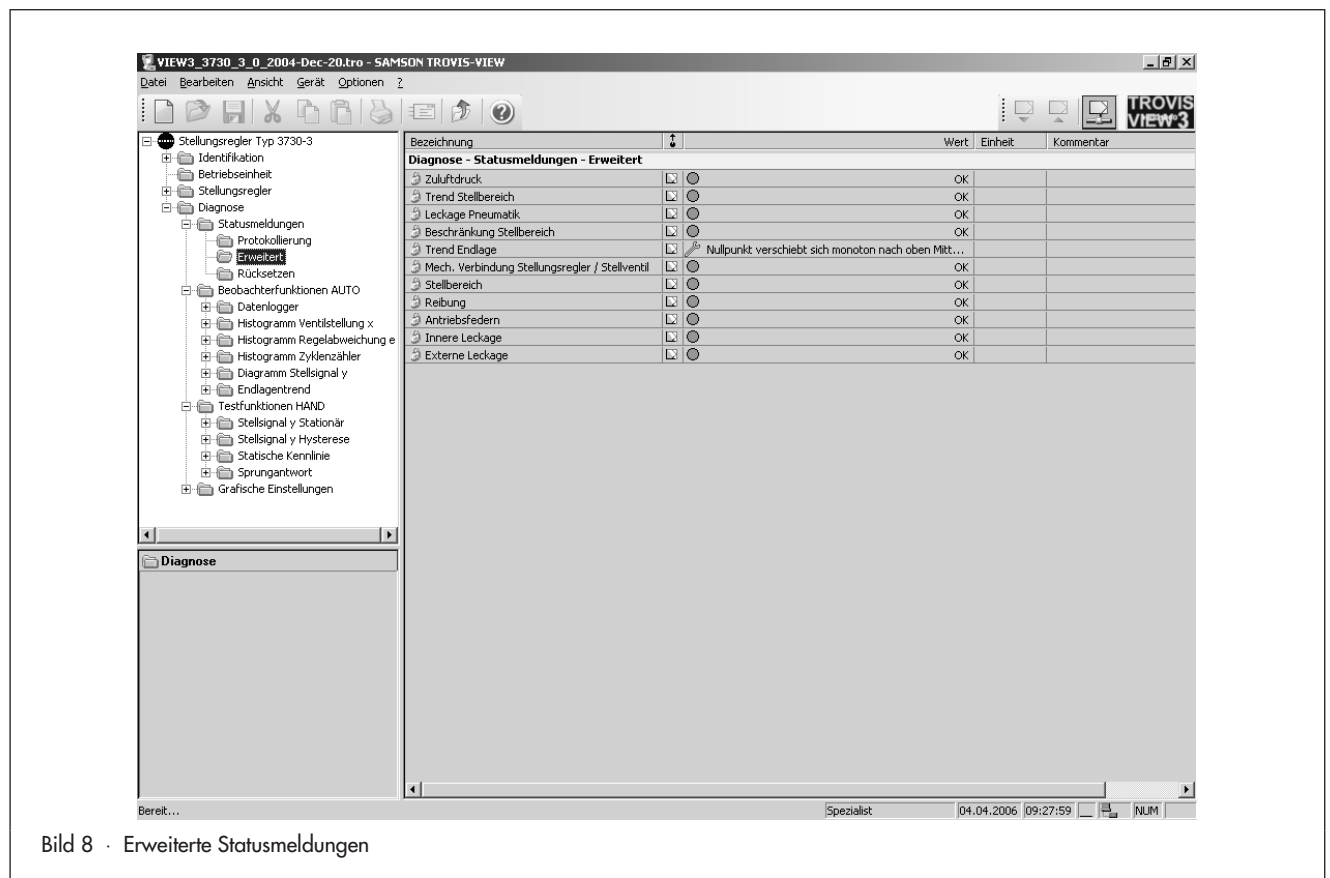 VIEW3_3730_3_0_2004-Dec-20.tro - SAMSON TROVIS-VIEW
Datei Bearbeiten Ansicht Gerät Optionen ?
TROVIS
VIEW 3
Stellungsregler Typ 3730-3
Identifikation
Betriebseinheit
Stellungsregler
Diagnose
Statusmeldungen
Protokollierung
Erweitert
Rücksetzen
Beobachterfunktionen AUTO
Datenlogger
Histogramm Ventilstellung x
Histogramm Regelabweichung e
Histogramm Zyklenzähler
Diagramm Stellsignal y
Endlagentrend
Testfunktionen HAND
Stellsignal y Stationär
Stellsignal y Hysterese
Statische Kennlinie
Sprungantwort
Grafische Einstellungen
Diagnose
Bezeichnung Wert Einheit Kommentar
Diagnose - Statusmeldungen - Erweitert
Zuluftdruck OK
Trend Stellbereich OK
Leckage Pneumatik OK
Beschränkung Stellbereich OK
Trend Endlage Nullpunkt verschiebt sich monoton nach oben Mitt...
Mech. Verbindung Stellungsregler / Stellventil OK
Stellbereich OK
Reibung OK
Antriebsfedern OK
Innere Leckage OK
Externe Leckage OK
Bereit... Spezialist 04.04.2006 09:27:59 NUM
Bild 8 · Erweiterte Statusmeldungen